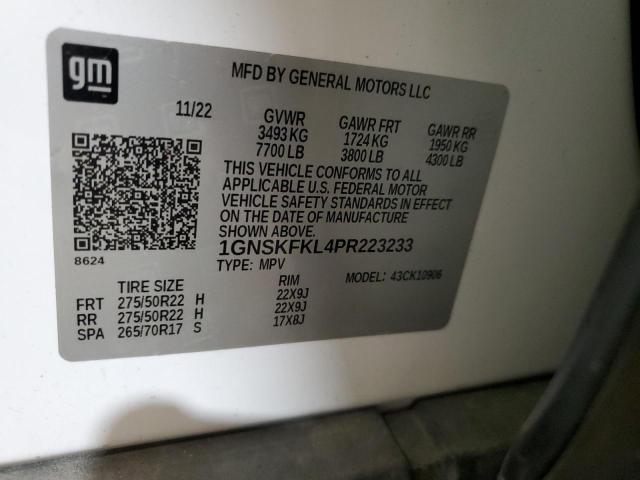 gm
MFD BY GENERAL MOTORS LLC
11/22 GVWR GAWR FRT GAWR RR
3493 KG 1724 KG 1950 KG
7700 LB 3800 LB 4300 LB
THIS VEHICLE CONFORMS TO ALL
APPLICABLE U.S. FEDERAL MOTOR
VEHICLE SAFETY STANDARDS IN EFFECT
ON THE DATE OF MANUFACTURE
SHOWN ABOVE.
1GNSKFKL4PR223233
8624 TYPE: MPV MODEL: 43CK10906
TIRE SIZE RIM
FRT 275/50R22 H 22X9J
RR 275/50R22 H 22X9J
SPA 265/70R17 S 17X8J